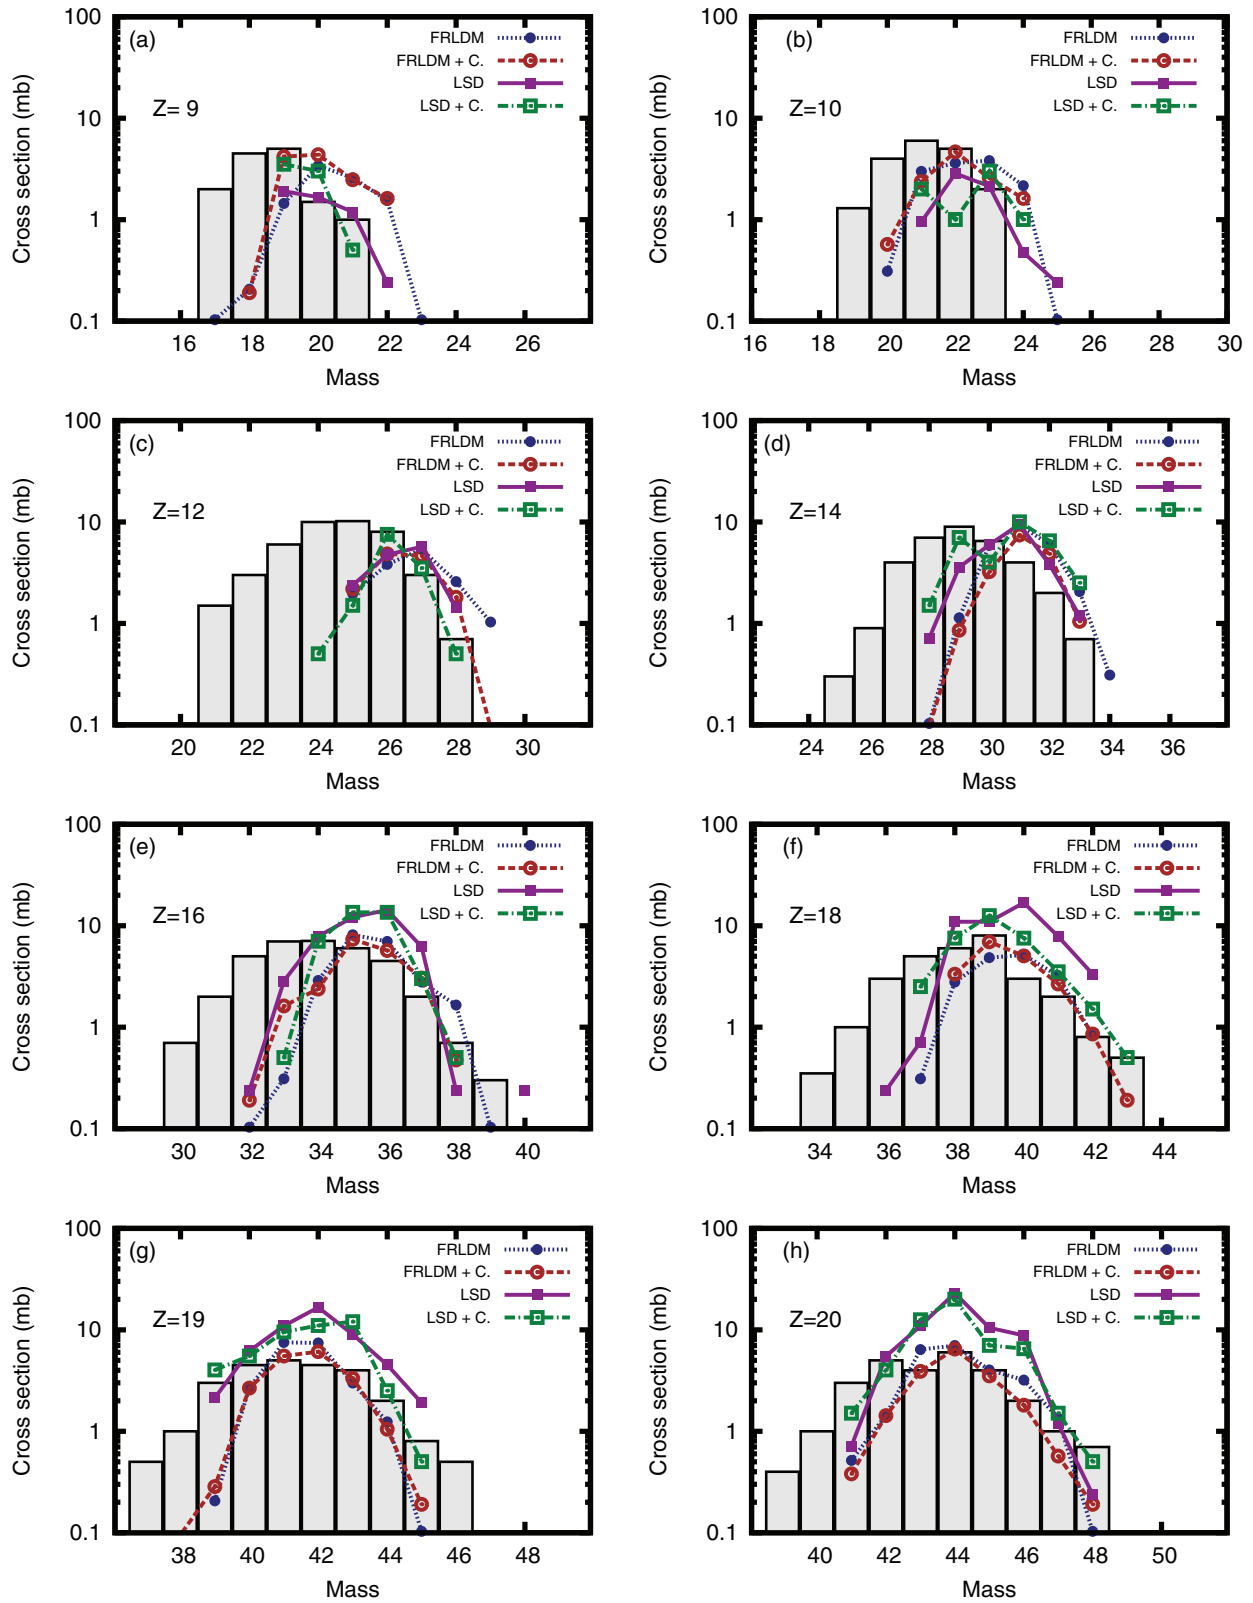 (a)
Z= 9
FRLDM
FRLDM + C.
LSD
LSD + C.
Cross section (mb)
100
10
1
0.1
16 18 20 22 24 26
Mass
(b)
Z=10
FRLDM
FRLDM + C.
LSD
LSD + C.
Cross section (mb)
100
10
1
0.1
16 18 20 22 24 26 28 30
Mass
(c)
Z=12
FRLDM
FRLDM + C.
LSD
LSD + C.
Cross section (mb)
100
10
1
0.1
20 22 24 26 28 30
Mass
(d)
Z=14
FRLDM
FRLDM + C.
LSD
LSD + C.
Cross section (mb)
100
10
1
0.1
24 26 28 30 32 34 36
Mass
(e)
Z=16
FRLDM
FRLDM + C.
LSD
LSD + C.
Cross section (mb)
100
10
1
0.1
30 32 34 36 38 40
Mass
(f)
Z=18
FRLDM
FRLDM + C.
LSD
LSD + C.
Cross section (mb)
100
10
1
0.1
34 36 38 40 42 44
Mass
(g)
Z=19
FRLDM
FRLDM + C.
LSD
LSD + C.
Cross section (mb)
100
10
1
0.1
38 40 42 44 46 48
Mass
(h)
Z=20
FRLDM
FRLDM + C.
LSD
LSD + C.
Cross section (mb)
100
10
1
0.1
40 42 44 46 48 50
Mass